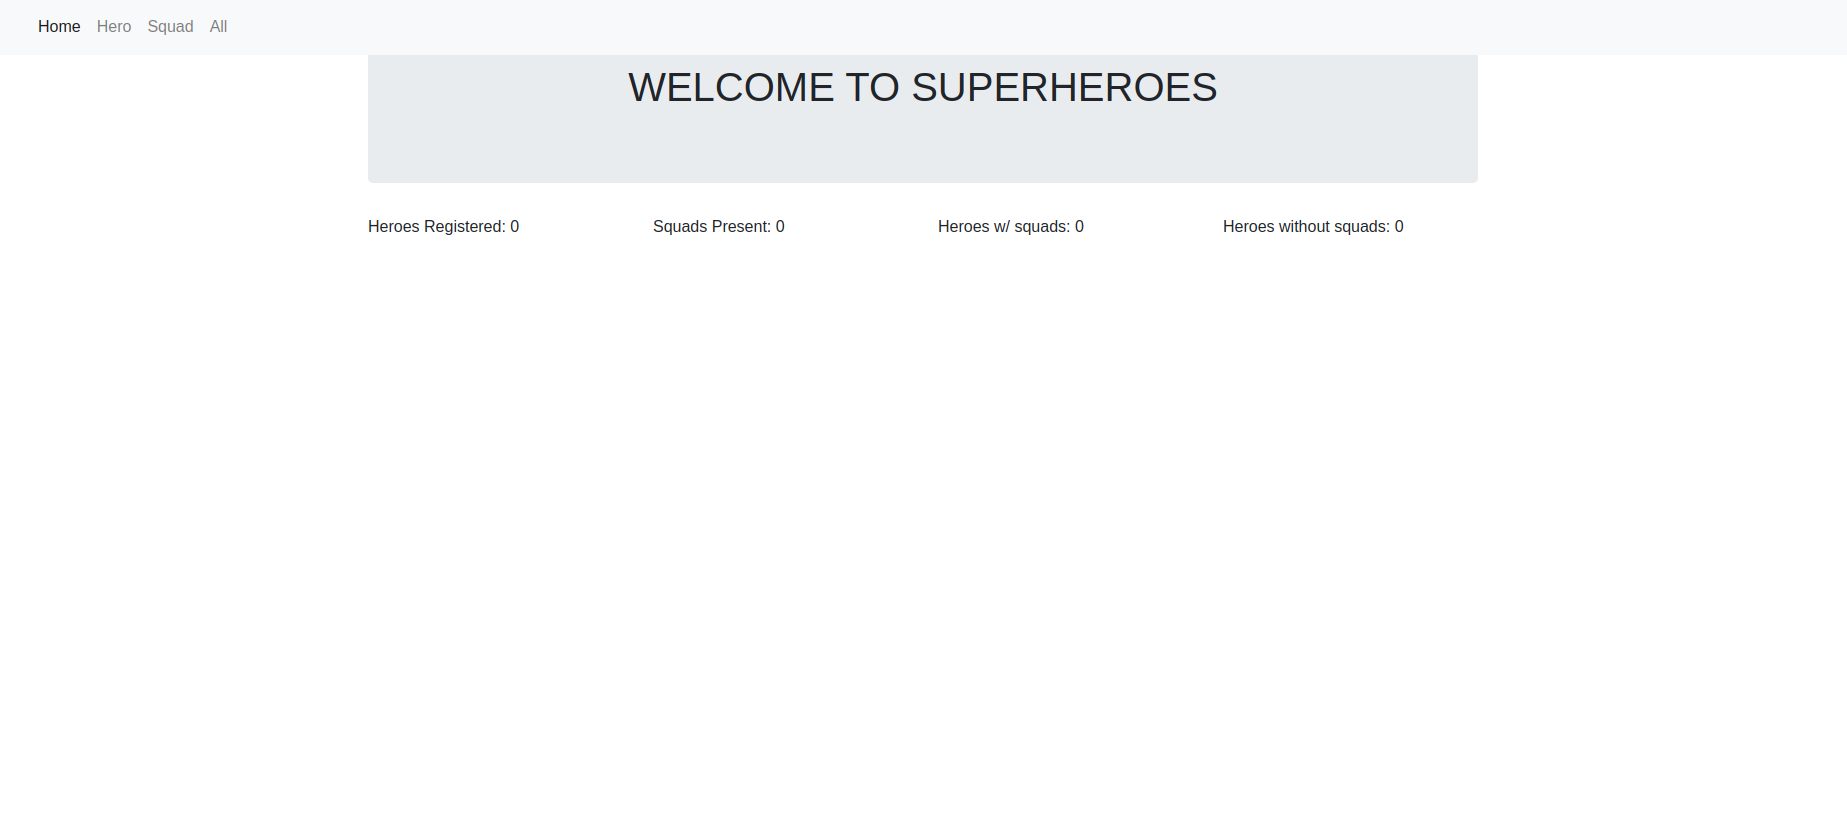 Home Hero Squad All
WELCOME TO SUPERHEROES
Heroes Registered: 0 Squads Present: 0 Heroes w/ squads: 0 Heroes without squads: 0